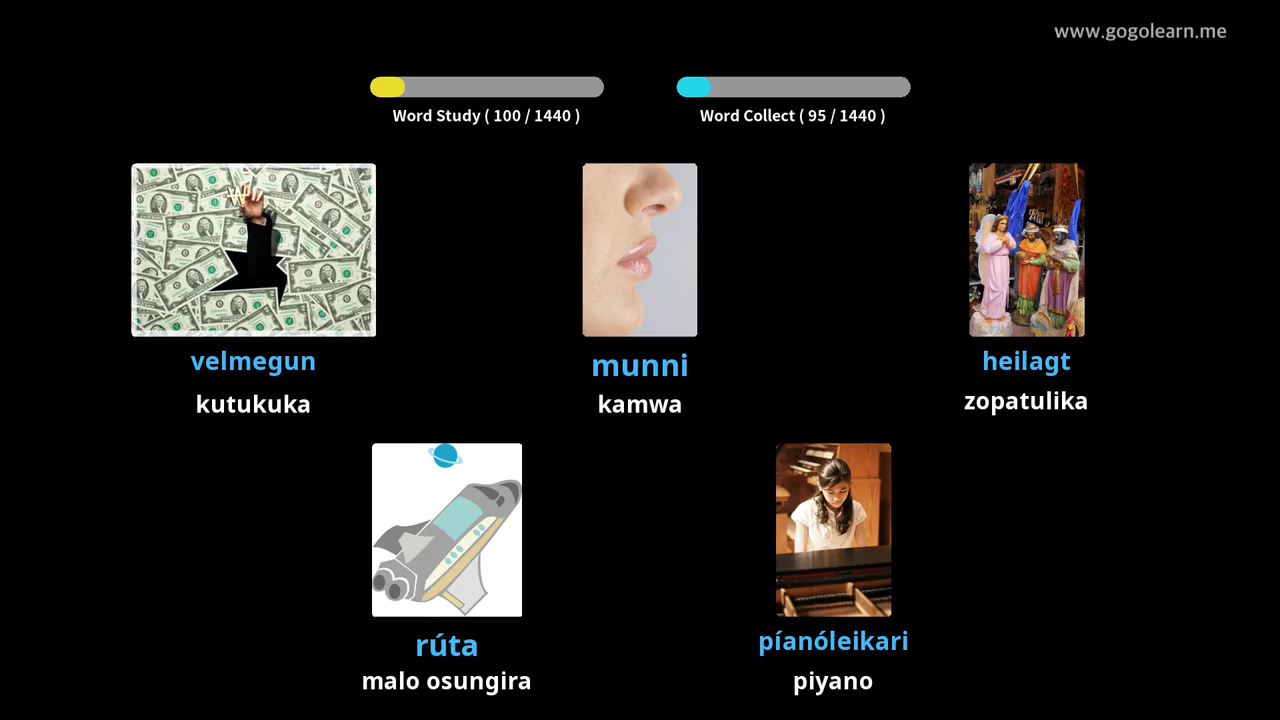 www.gogolearn.me
Word Study ( 100 / 1440 )
Word Collect ( 95 / 1440 )
velmegun
kutukuka
munni
kamwa
heilagt
zopatulika
rúta
malo osungira
píanóleikari
piyano